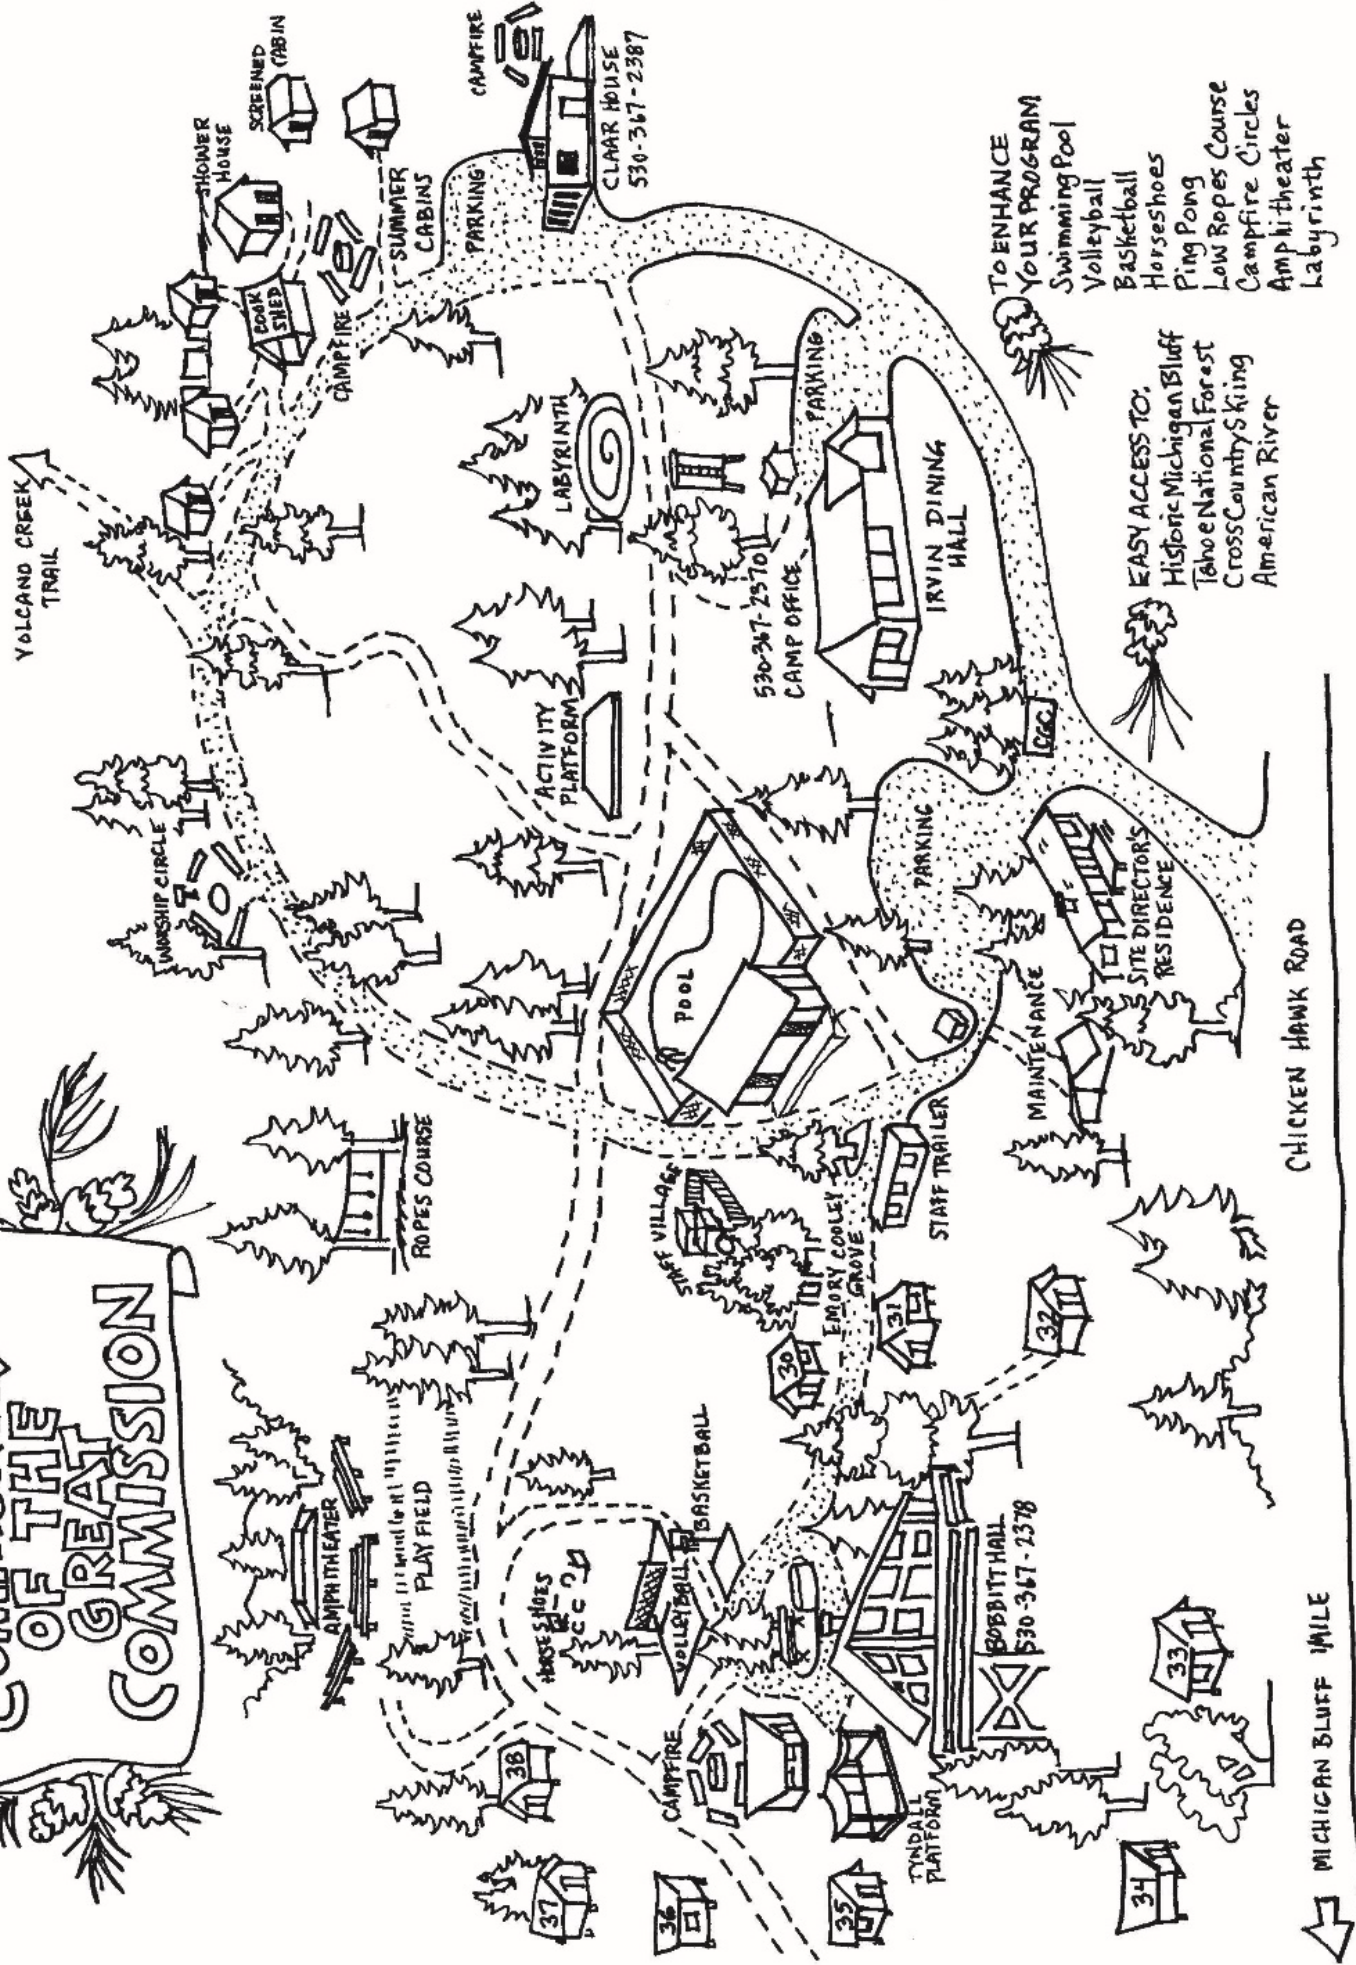 OF THE
GREAT
COMMISSION
VOLCANO CREEK
TRAIL
SCREENED
CABIN
SHOWER
HOUSE
CAMPFIRE
COOK
SHED
CAMPFIRE
SUMMER
CABINS
PARKING
CLAAR HOUSE
530-367-2387
WORSHIP CIRCLE
ROPES COURSE
AMPHITHEATER
PLAY FIELD
LABYRINTH
ACTIVITY
PLATFORM
POOL
530-367-2370
CAMP OFFICE
PARKING
IRVIN DINING
HALL
PARKING
CGC
38
37
36
35
34
33
HORSESHOES
VOLLEYBALL
BASKETBALL
CAMPFIRE
TYNDALL
PLATFORM
BOBBITT HALL
530-367-2378
STAFF VILLAGE
EMORY COOLEY
GROVE
30
31
32
STAFF TRAILER
MAINTENANCE
SITE DIRECTOR'S
RESIDENCE
TO ENHANCE
YOUR PROGRAM
Swimming Pool
Volleyball
Basketball
Horseshoes
Ping Pong
Low Ropes Course
Campfire Circles
Amphitheater
Labyrinth
EASY ACCESS TO:
Historic Michigan Bluff
Tahoe National Forest
Cross Country Skiing
American River
MICHIGAN BLUFF 1 MILE
CHICKEN HAWK ROAD